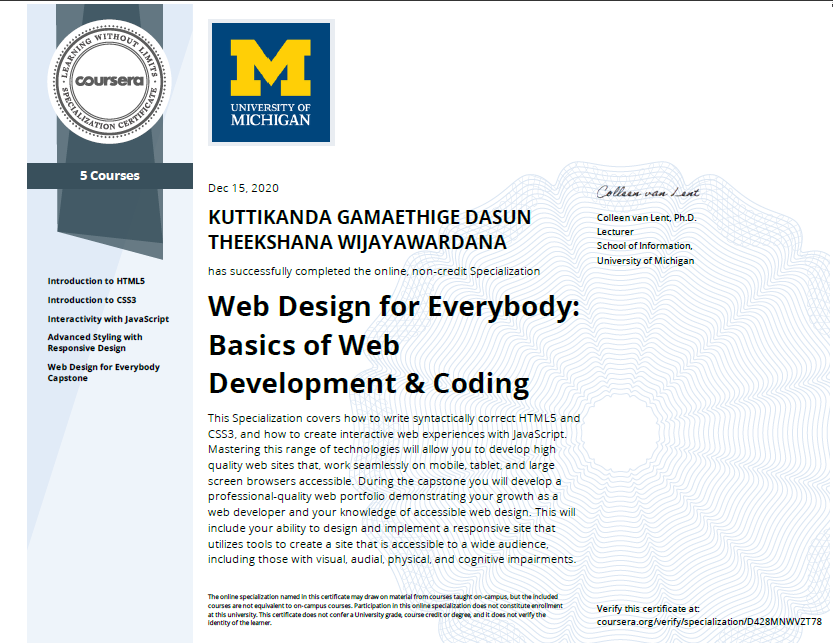 LEARNING WITHOUT LIMITS
coursera
SPECIALIZATION CERTIFICATE
5 Courses
Introduction to HTML5
Introduction to CSS3
Interactivity with JavaScript
Advanced Styling with
Responsive Design
Web Design for Everybody
Capstone
M
UNIVERSITY OF
MICHIGAN
Dec 15, 2020
KUTTIKANDA GAMAETHIGE DASUN
THEEKSHANA WIJAYAWARDANA
has successfully completed the online, non-credit Specialization
Web Design for Everybody:
Basics of Web
Development & Coding
This Specialization covers how to write syntactically correct HTML5 and
CSS3, and how to create interactive web experiences with JavaScript.
Mastering this range of technologies will allow you to develop high
quality web sites that, work seamlessly on mobile, tablet, and large
screen browsers accessible. During the capstone you will develop a
professional-quality web portfolio demonstrating your growth as a
web developer and your knowledge of accessible web design. This will
include your ability to design and implement a responsive site that
utilizes tools to create a site that is accessible to a wide audience,
including those with visual, audial, physical, and cognitive impairments.
The online specialization named in this certificate may draw on material from courses taught on-campus, but the included
courses are not equivalent to on-campus courses. Participation in this online specialization does not constitute enrollment
at this university. This certificate does not confer a University grade, course credit or degree, and it does not verify the
identity of the learner.
Colleen van Lent
Colleen van Lent, Ph.D.
Lecturer
School of Information,
University of Michigan
Verify this certificate at:
coursera.org/verify/specialization/D428MNWVZT78